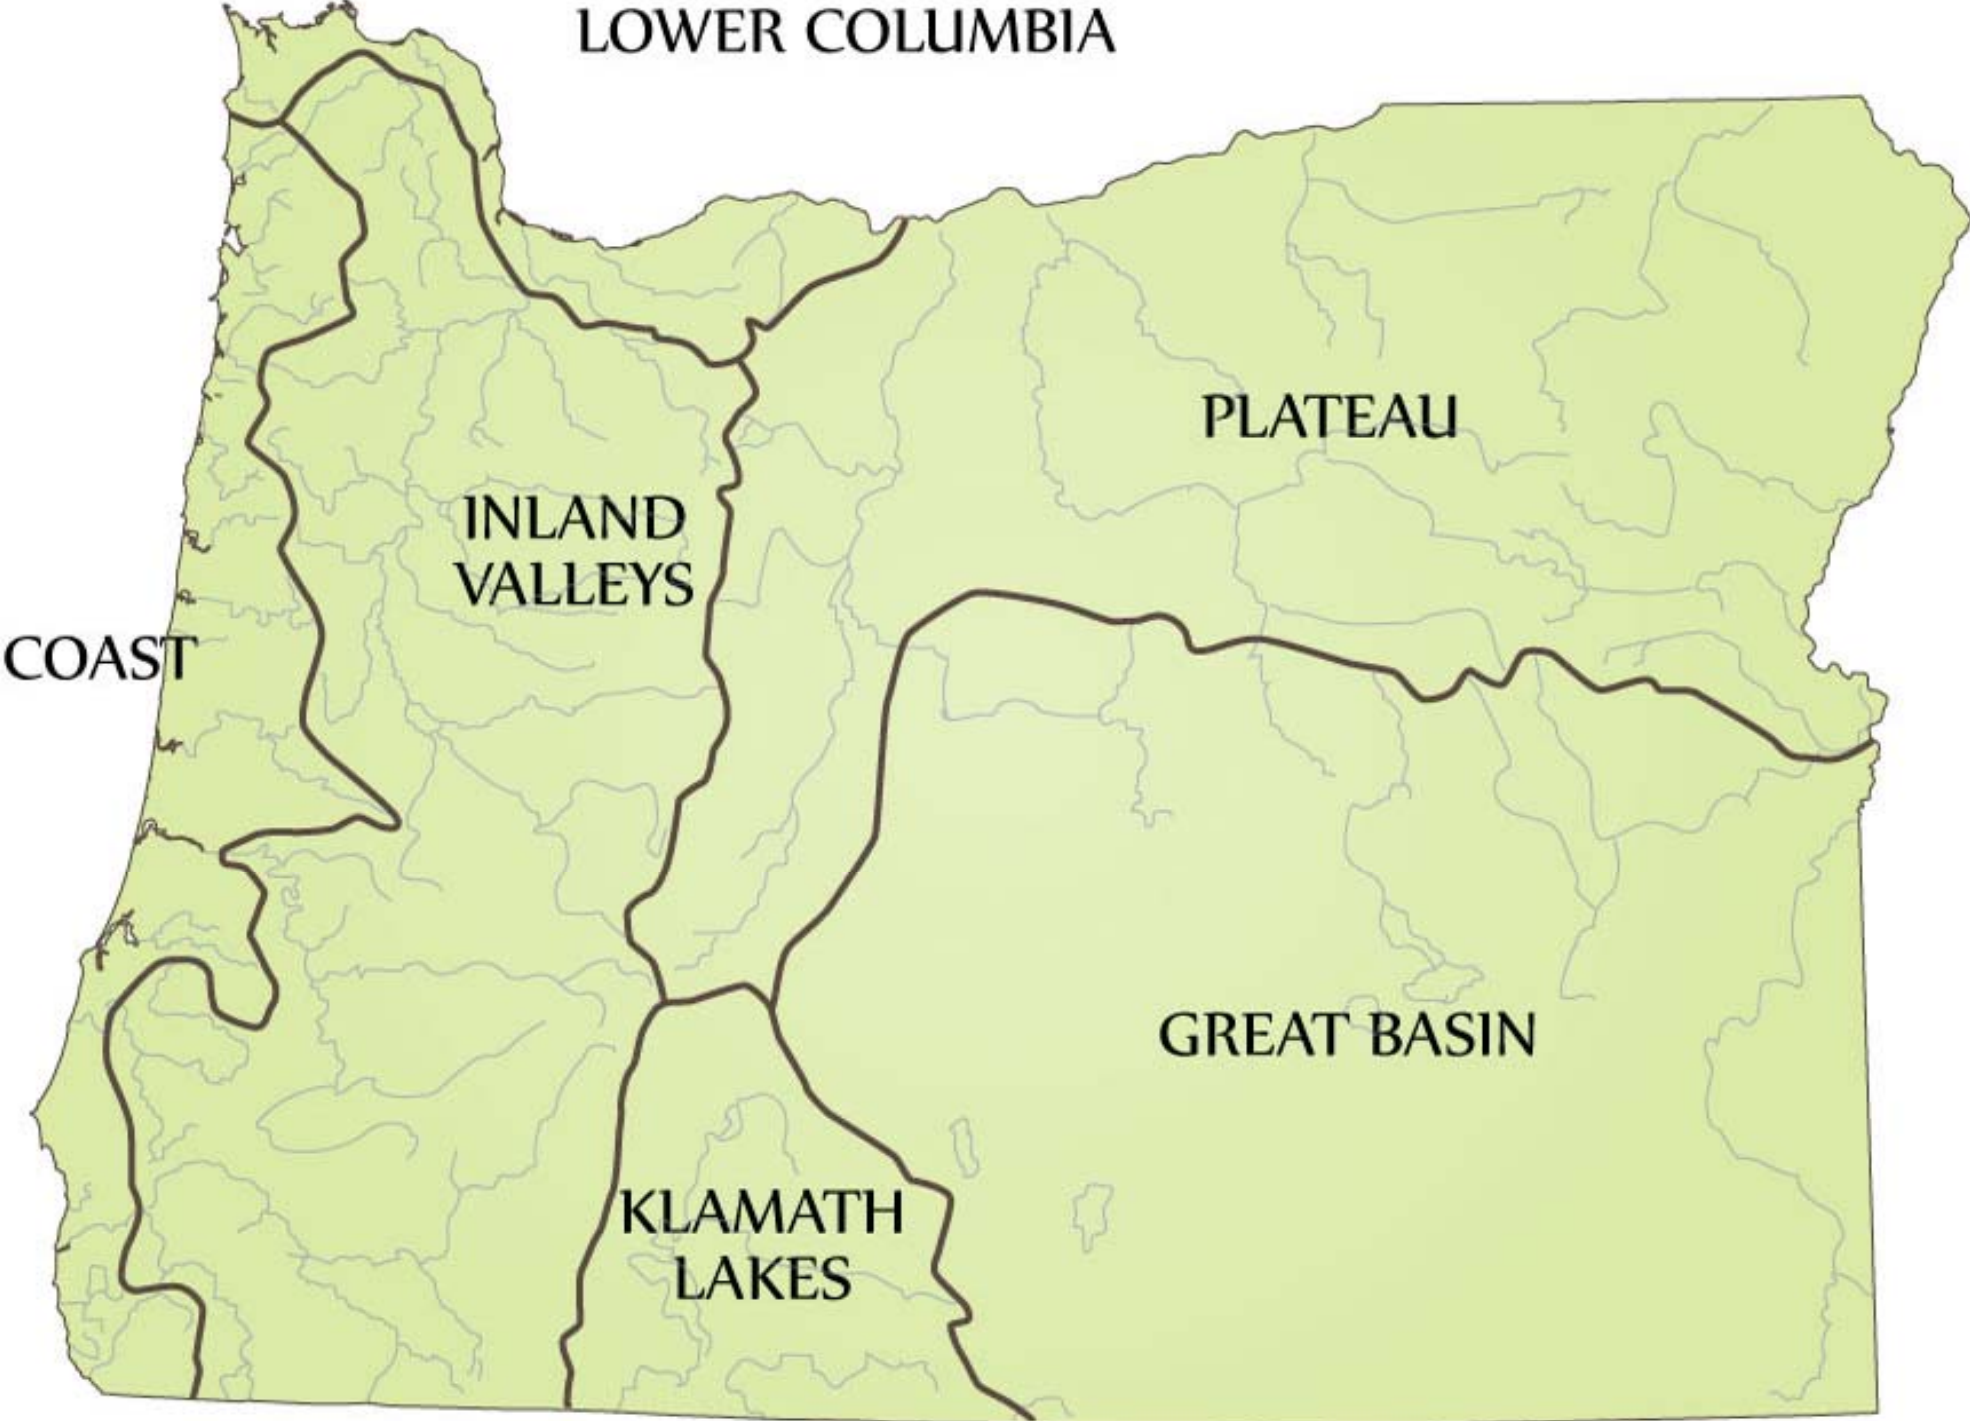 LOWER COLUMBIA
PLATEAU
INLAND
VALLEYS
COAST
GREAT BASIN
KLAMATH
LAKES